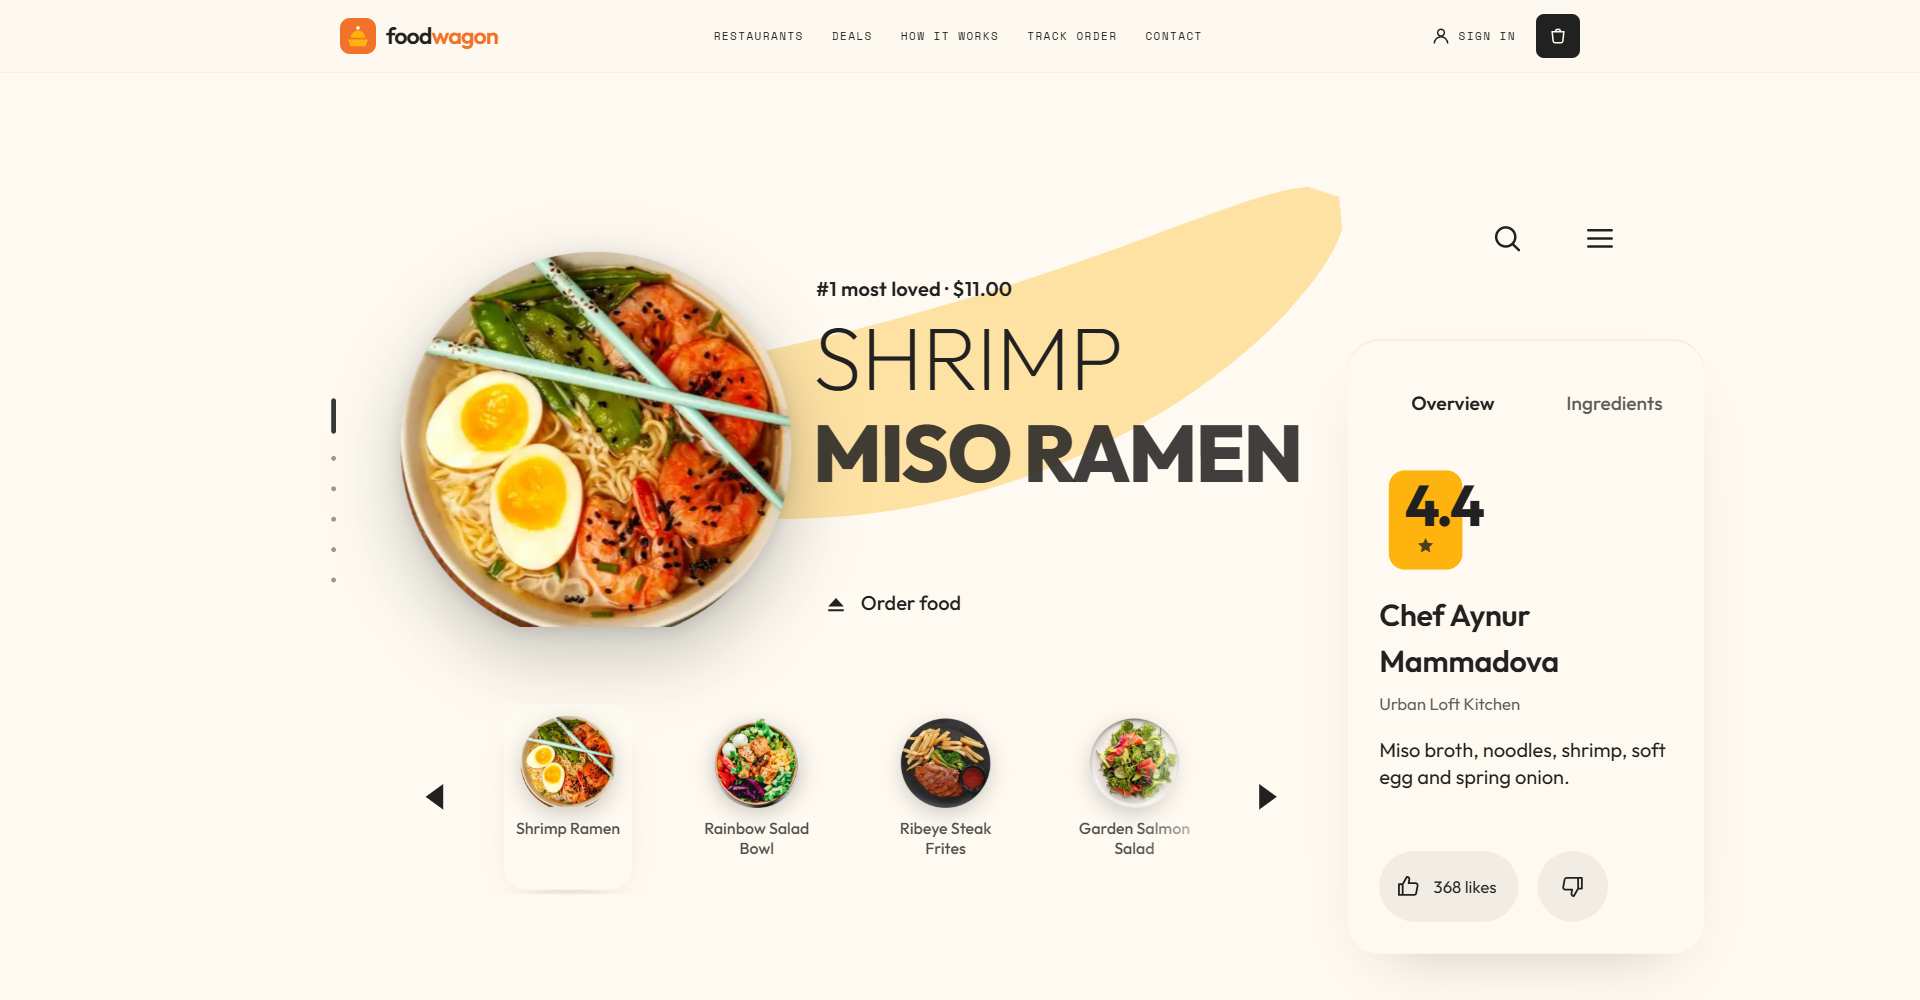 foodwagon
RESTAURANTS
DEALS
HOW IT WORKS
TRACK ORDER
CONTACT
SIGN IN
#1 most loved · $11.00
SHRIMP
MISO RAMEN
Order food
Shrimp Ramen
Rainbow Salad
Bowl
Ribeye Steak
Frites
Garden Salmon
Salad
Overview
Ingredients
4.4
Chef Aynur
Mammadova
Urban Loft Kitchen
Miso broth, noodles, shrimp, soft
egg and spring onion.
368 likes